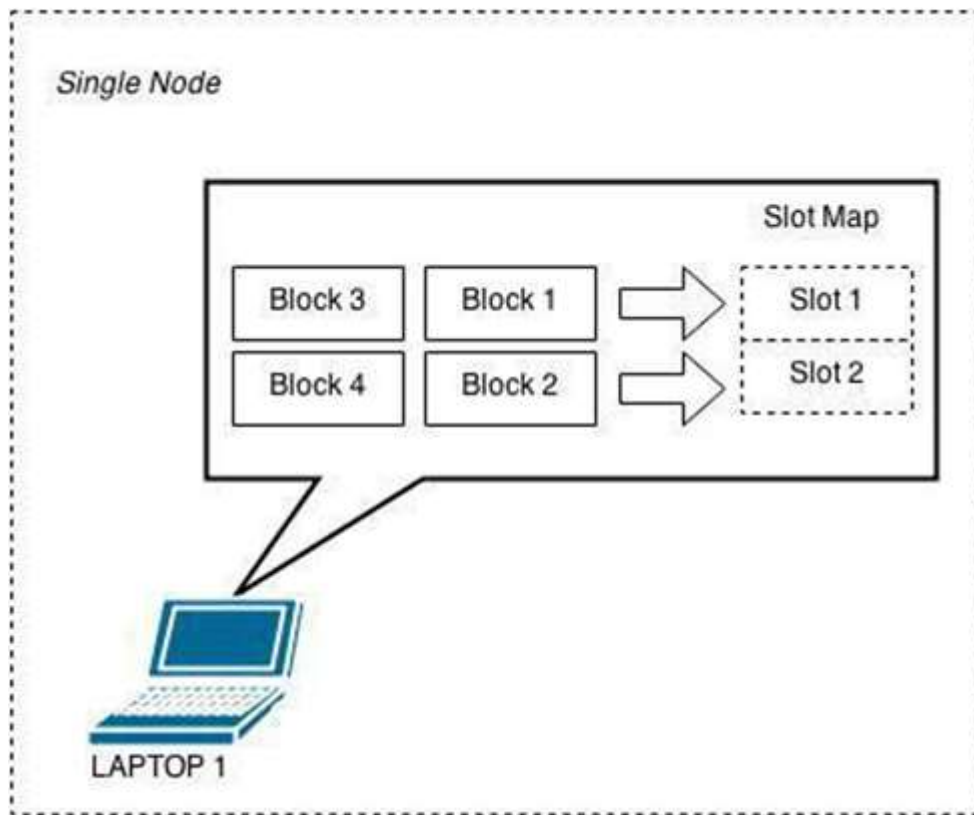 Single Node
Slot Map
Block 3 Block 1 Slot 1
Block 4 Block 2 Slot 2
LAPTOP 1